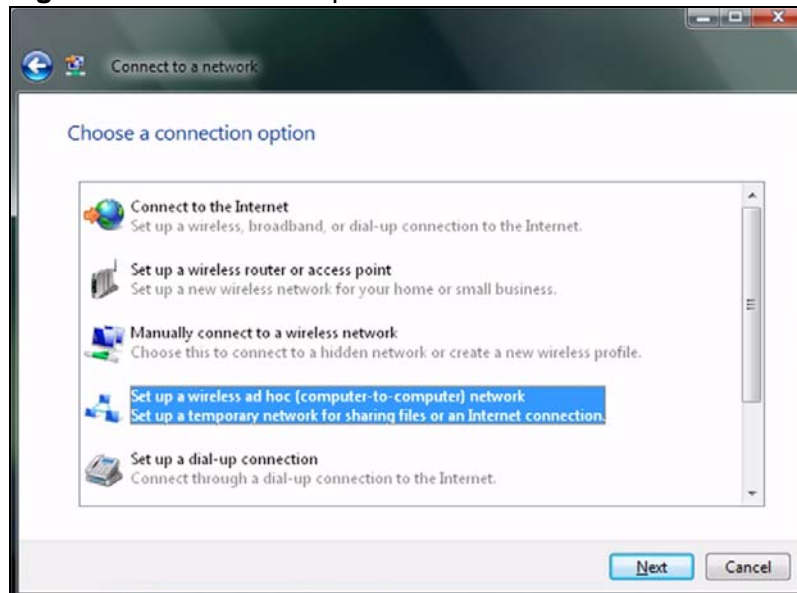 Connect to a network
Choose a connection option
Connect to the Internet
Set up a wireless, broadband, or dial-up connection to the Internet.
Set up a wireless router or access point
Set up a new wireless network for your home or small business.
Manually connect to a wireless network
Choose this to connect to a hidden network or create a new wireless profile.
Set up a wireless ad hoc (computer-to-computer) network
Set up a temporary network for sharing files or an Internet connection.
Set up a dial-up connection
Connect through a dial-up connection to the Internet.
Next
Cancel